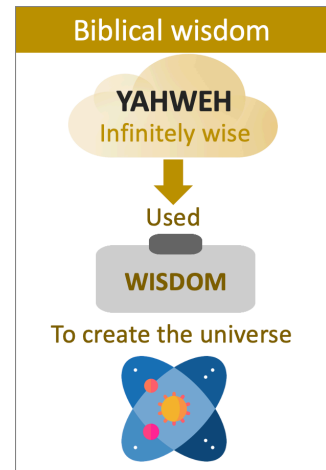 Biblical wisdom
YAHWEH
Infinitely wise
Used
WISDOM
To create the universe